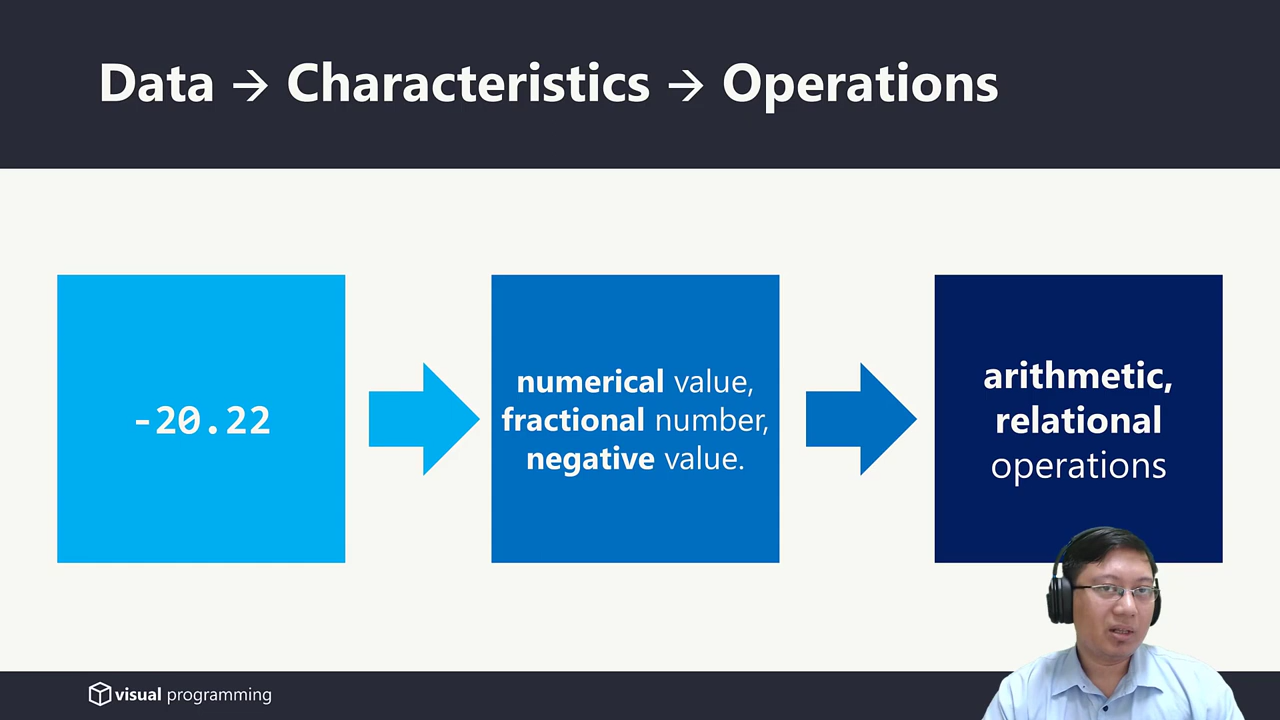 Data → Characteristics → Operations
-20.22
numerical value,
fractional number,
negative value.
arithmetic,
relational
operations
visual programming